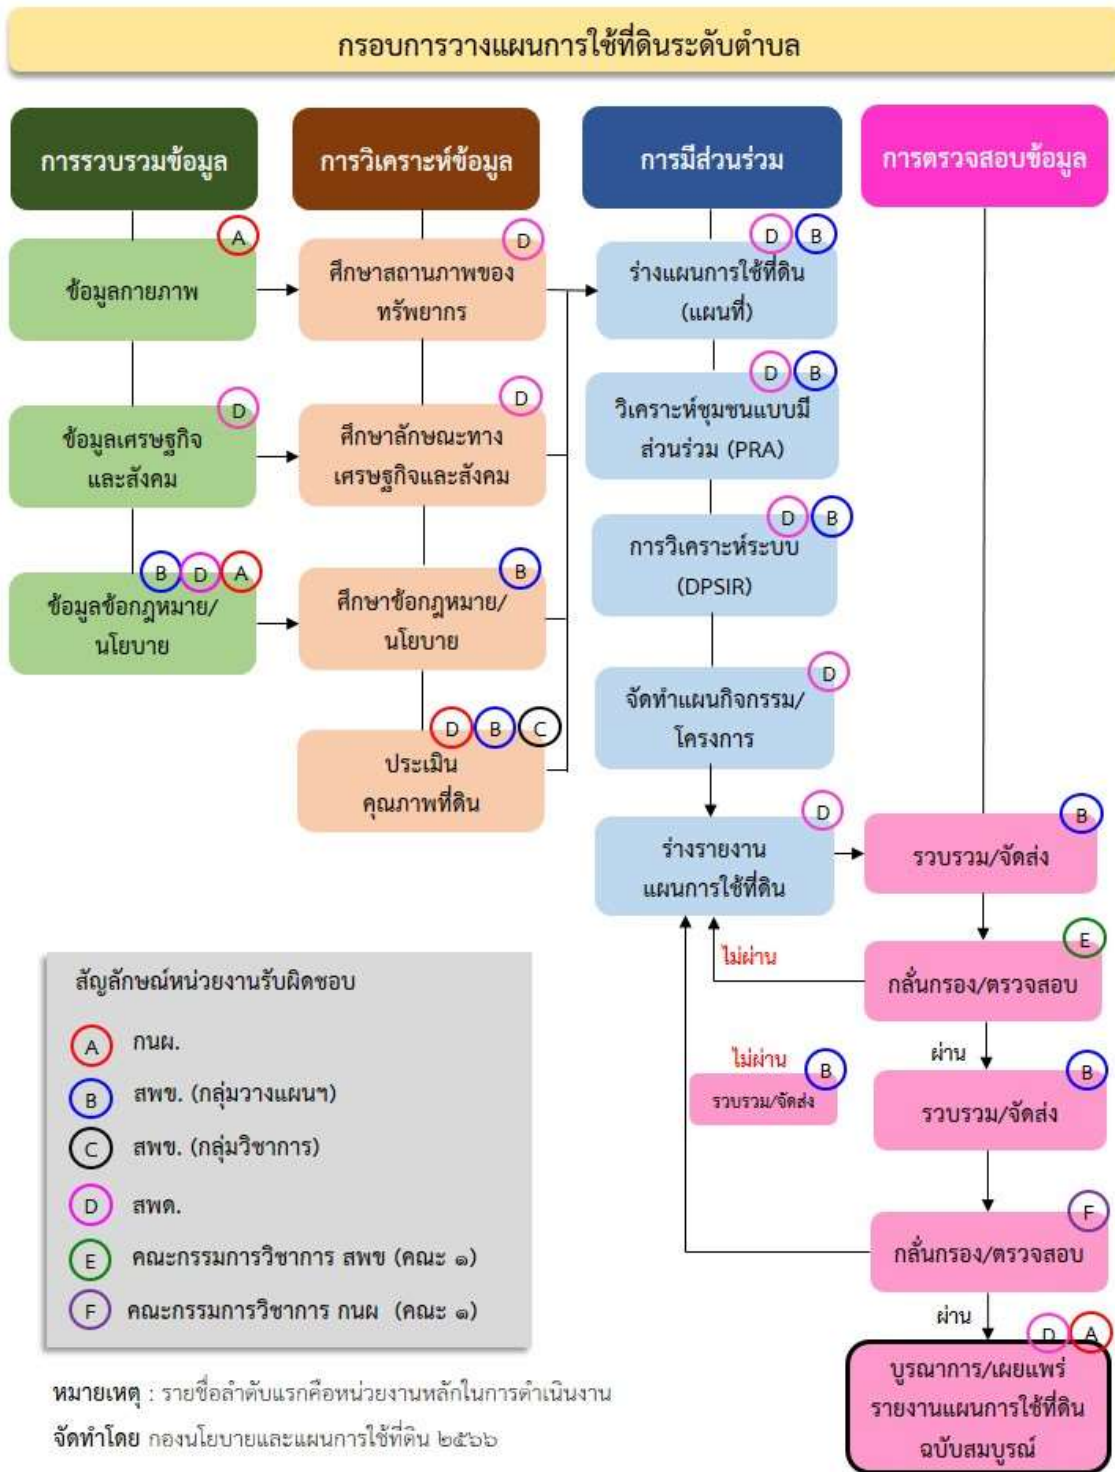 กรอบการวางแผนการใช้ที่ดินระดับตำบล
การรวบรวมข้อมูล
A
ข้อมูลกายภาพ
D
ข้อมูลเศรษฐกิจ
และสังคม
B D A
ข้อมูลข้อกฎหมาย/
นโยบาย
การวิเคราะห์ข้อมูล
D
ศึกษาสถานภาพของ
ทรัพยากร
D
ศึกษาลักษณะทาง
เศรษฐกิจและสังคม
B
ศึกษาข้อกฎหมาย/
นโยบาย
D B C
ประเมิน
คุณภาพที่ดิน
การมีส่วนร่วม
D B
ร่างแผนการใช้ที่ดิน
(แผนที่)
D B
วิเคราะห์ชุมชนแบบมี
ส่วนร่วม (PRA)
D B
การวิเคราะห์ระบบ
(DPSIR)
D
จัดทำแผนกิจกรรม/
โครงการ
D
ร่างรายงาน
แผนการใช้ที่ดิน
การตรวจสอบข้อมูล
B
รวบรวม/จัดส่ง
E
กลั่นกรอง/ตรวจสอบ
ไม่ผ่าน
ผ่าน
B
รวบรวม/จัดส่ง
ไม่ผ่าน
B
รวบรวม/จัดส่ง
F
กลั่นกรอง/ตรวจสอบ
ผ่าน
D A
บูรณาการ/เผยแพร่
รายงานแผนการใช้ที่ดิน
ฉบับสมบูรณ์
สัญลักษณ์หน่วยงานรับผิดชอบ
A กนผ.
B สพข. (กลุ่มวางแผนฯ)
C สพข. (กลุ่มวิชาการ)
D สพด.
E คณะกรรมการวิชาการ สพข (คณะ ๑)
F คณะกรรมการวิชาการ กนผ (คณะ ๑)
หมายเหตุ : รายชื่อลำดับแรกคือหน่วยงานหลักในการดำเนินงาน
จัดทำโดย กองนโยบายและแผนการใช้ที่ดิน ๒๕๖๖